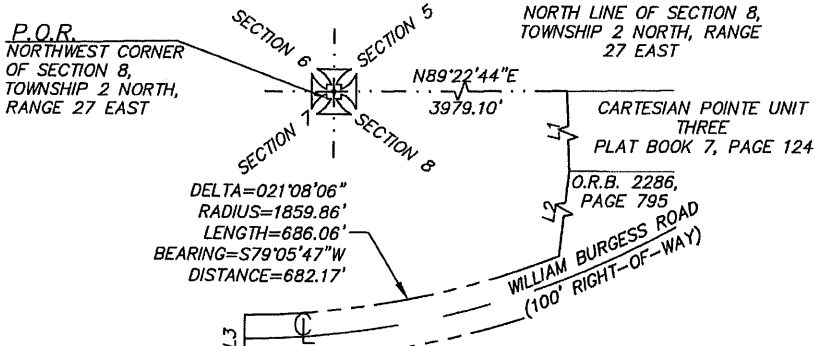 P.O.R.
NORTHWEST CORNER
OF SECTION 8,
TOWNSHIP 2 NORTH,
RANGE 27 EAST
SECTION 6
SECTION 5
SECTION 7
SECTION 8
NORTH LINE OF SECTION 8,
TOWNSHIP 2 NORTH, RANGE
27 EAST
N89°22'44"E
3979.10'
L1
CARTESIAN POINTE UNIT
THREE
PLAT BOOK 7, PAGE 124
O.R.B. 2286,
PAGE 795
L2
DELTA=021°08'06"
RADIUS=1859.86'
LENGTH=686.06'
BEARING=S79°05'47"W
DISTANCE=682.17'
WILLIAM BURGESS ROAD
(100' RIGHT-OF-WAY)
L3
CL